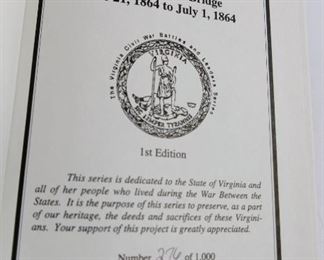 21, 1864 to July 1, 1864
The Virginia Civil War Battles and Leaders Series
VIRGINIA
1st Edition
This series is dedicated to the State of Virginia and
all of her people who lived during the War Between the
States. It is the purpose of this series to preserve, as a part
of our heritage, the deeds and sacrifices of these Virgini-
ans. Your support of this project is greatly appreciated.
Number 276 of 1,000